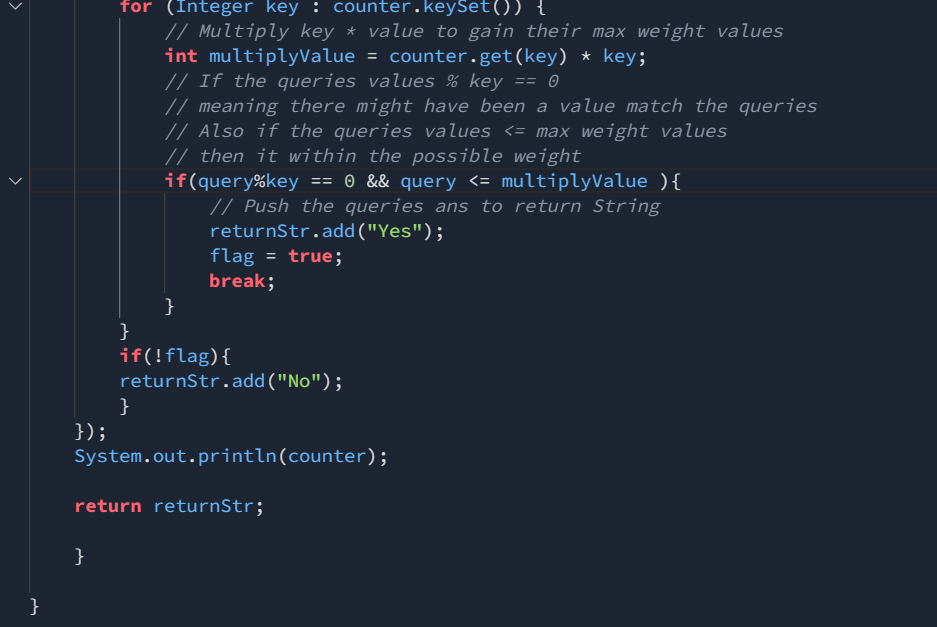 for (Integer key : counter.keySet()) {
// Multiply key * value to gain their max weight values
int multiplyValue = counter.get(key) * key;
// If the queries values % key == 0
// meaning there might have been a value match the queries
// Also if the queries values <= max weight values
// then it within the possible weight
if(query%key == 0 && query <= multiplyValue ){
// Push the queries ans to return String
returnStr.add("Yes");
flag = true;
break;
}
}
if(!flag){
returnStr.add("No");
}
});
System.out.println(counter);
return returnStr;
}
}